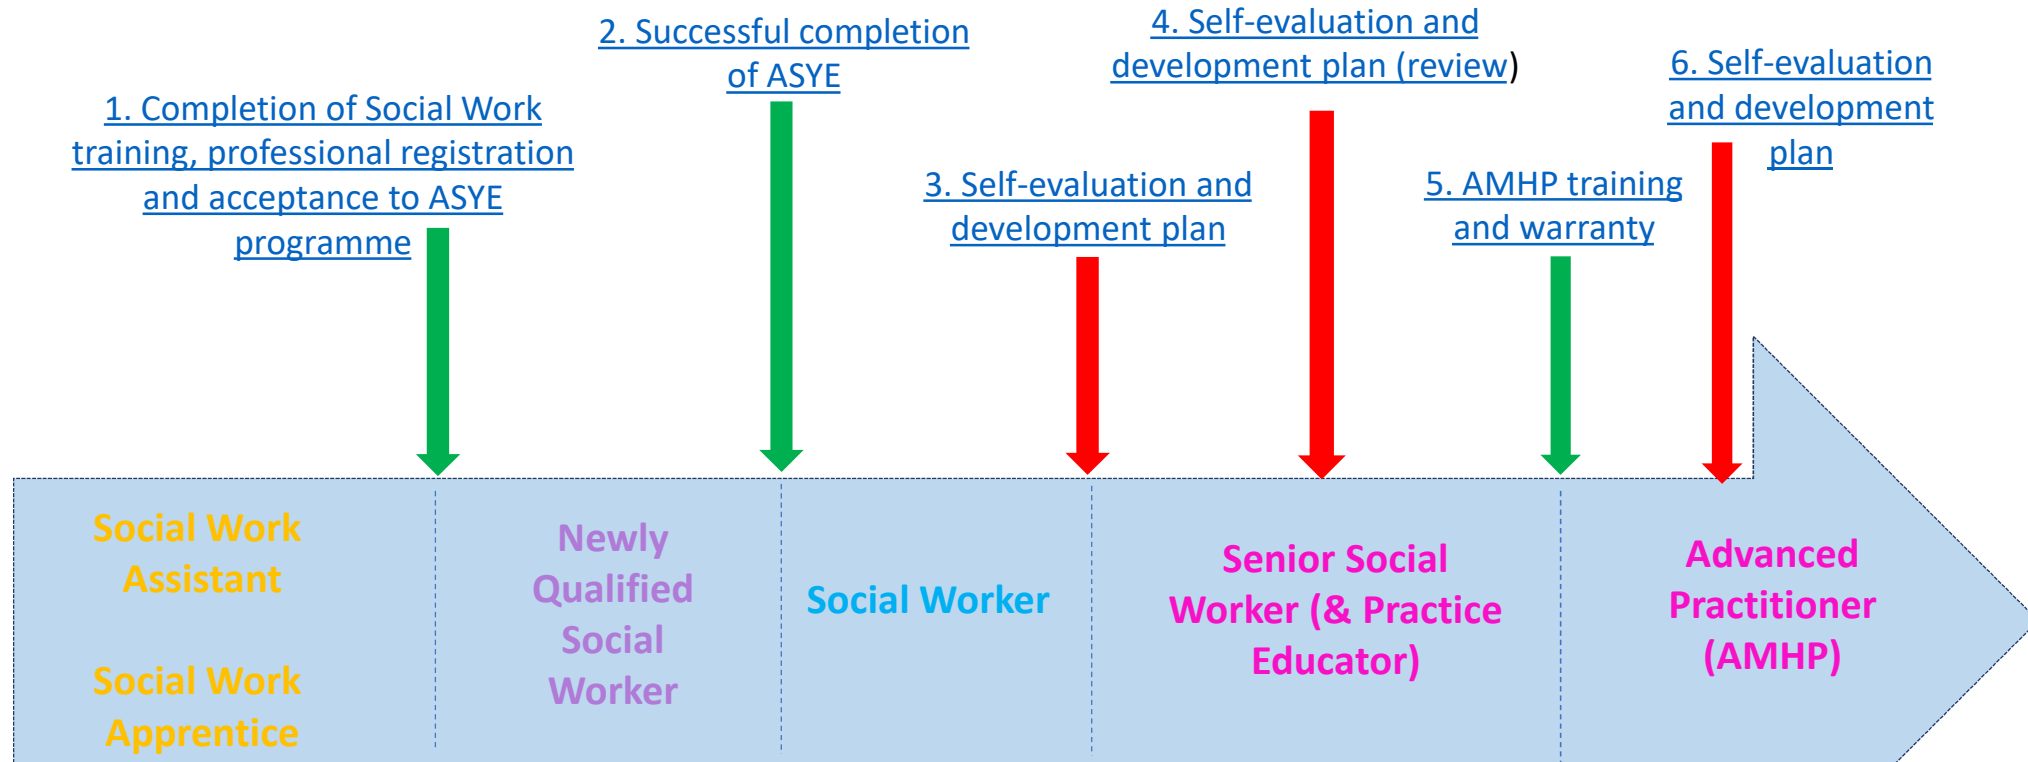 1. Completion of Social Work
training, professional registration
and acceptance to ASYE
programme
2. Successful completion
of ASYE
3. Self-evaluation and
development plan
4. Self-evaluation and
development plan (review)
5. AMHP training
and warranty
6. Self-evaluation
and development
plan
Social Work
Assistant
Social Work
Apprentice
Newly
Qualified
Social
Worker
Social Worker
Senior Social
Worker (& Practice
Educator)
Advanced
Practitioner
(AMHP)